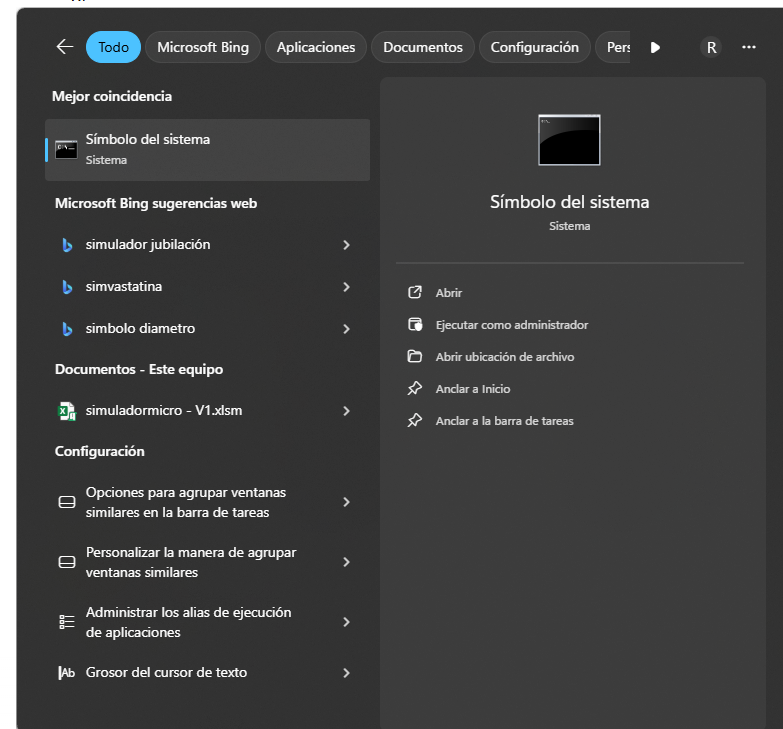 Todo
Microsoft Bing
Aplicaciones
Documentos
Configuración
R
Mejor coincidencia
Símbolo del sistema
Sistema
Microsoft Bing sugerencias web
simulador jubilación
simvastatina
simbolo diametro
Documentos - Este equipo
simuladormicro - V1.xlsm
Configuración
Opciones para agrupar ventanas
similares en la barra de tareas
Personalizar la manera de agrupar
ventanas similares
Administrar los alias de ejecución
de aplicaciones
Ab
Grosor del cursor de texto
Símbolo del sistema
Sistema
Abrir
Ejecutar como administrador
Abrir ubicación de archivo
Anclar a Inicio
Anclar a la barra de tareas